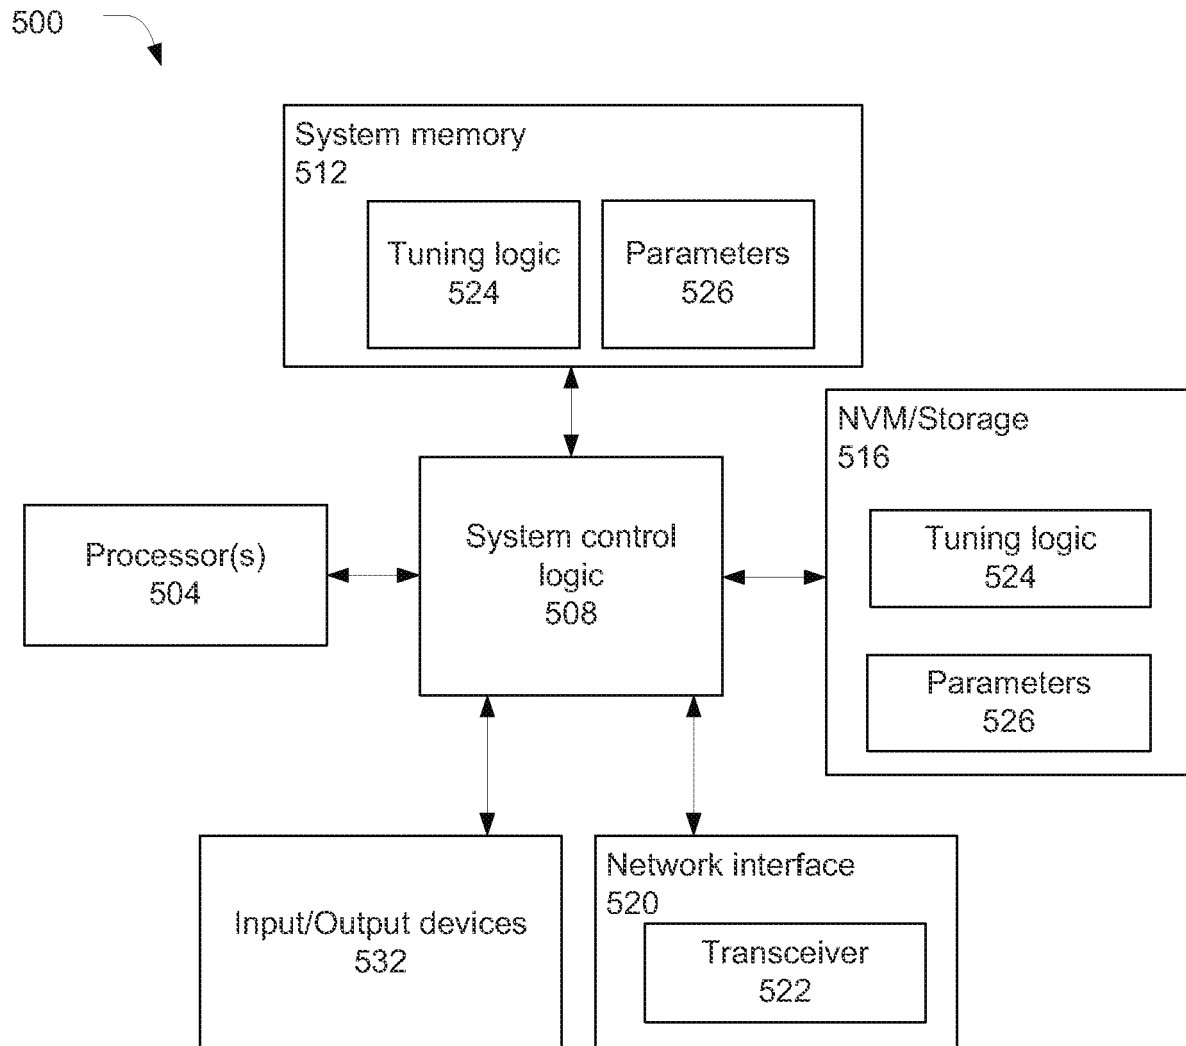 500
System memory
512
Tuning logic
524
Parameters
526
NVM/Storage
516
Tuning logic
524
Parameters
526
Processor(s)
504
System control
logic
508
Input/Output devices
532
Network interface
520
Transceiver
522